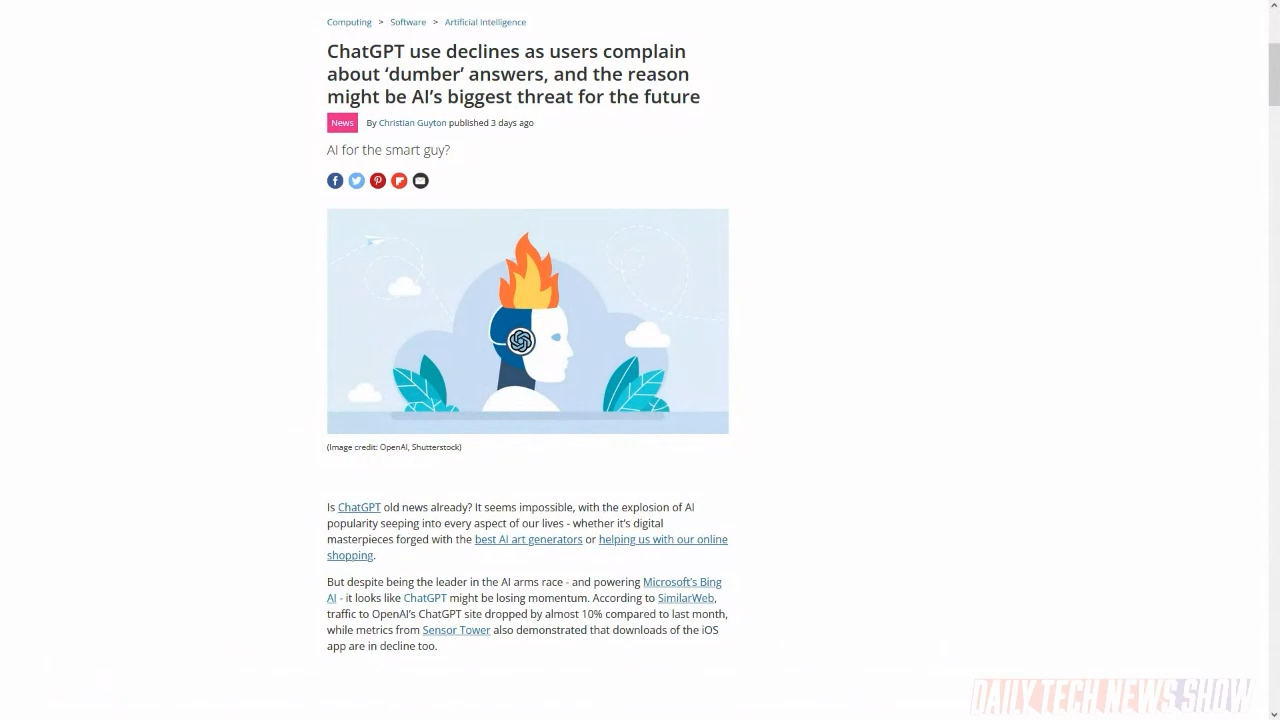 Computing > Software > Artificial Intelligence
ChatGPT use declines as users complain
about ‘dumber’ answers, and the reason
might be AI’s biggest threat for the future
News By Christian Guyton published 3 days ago
AI for the smart guy?
(Image credit: OpenAI, Shutterstock)
Is ChatGPT old news already? It seems impossible, with the explosion of AI
popularity seeping into every aspect of our lives - whether it’s digital
masterpieces forged with the best AI art generators or helping us with our online
shopping.
But despite being the leader in the AI arms race - and powering Microsoft’s Bing
AI - it looks like ChatGPT might be losing momentum. According to SimilarWeb,
traffic to OpenAI’s ChatGPT site dropped by almost 10% compared to last month,
while metrics from Sensor Tower also demonstrated that downloads of the iOS
app are in decline too.
DAILY TECH NEWS SHOW